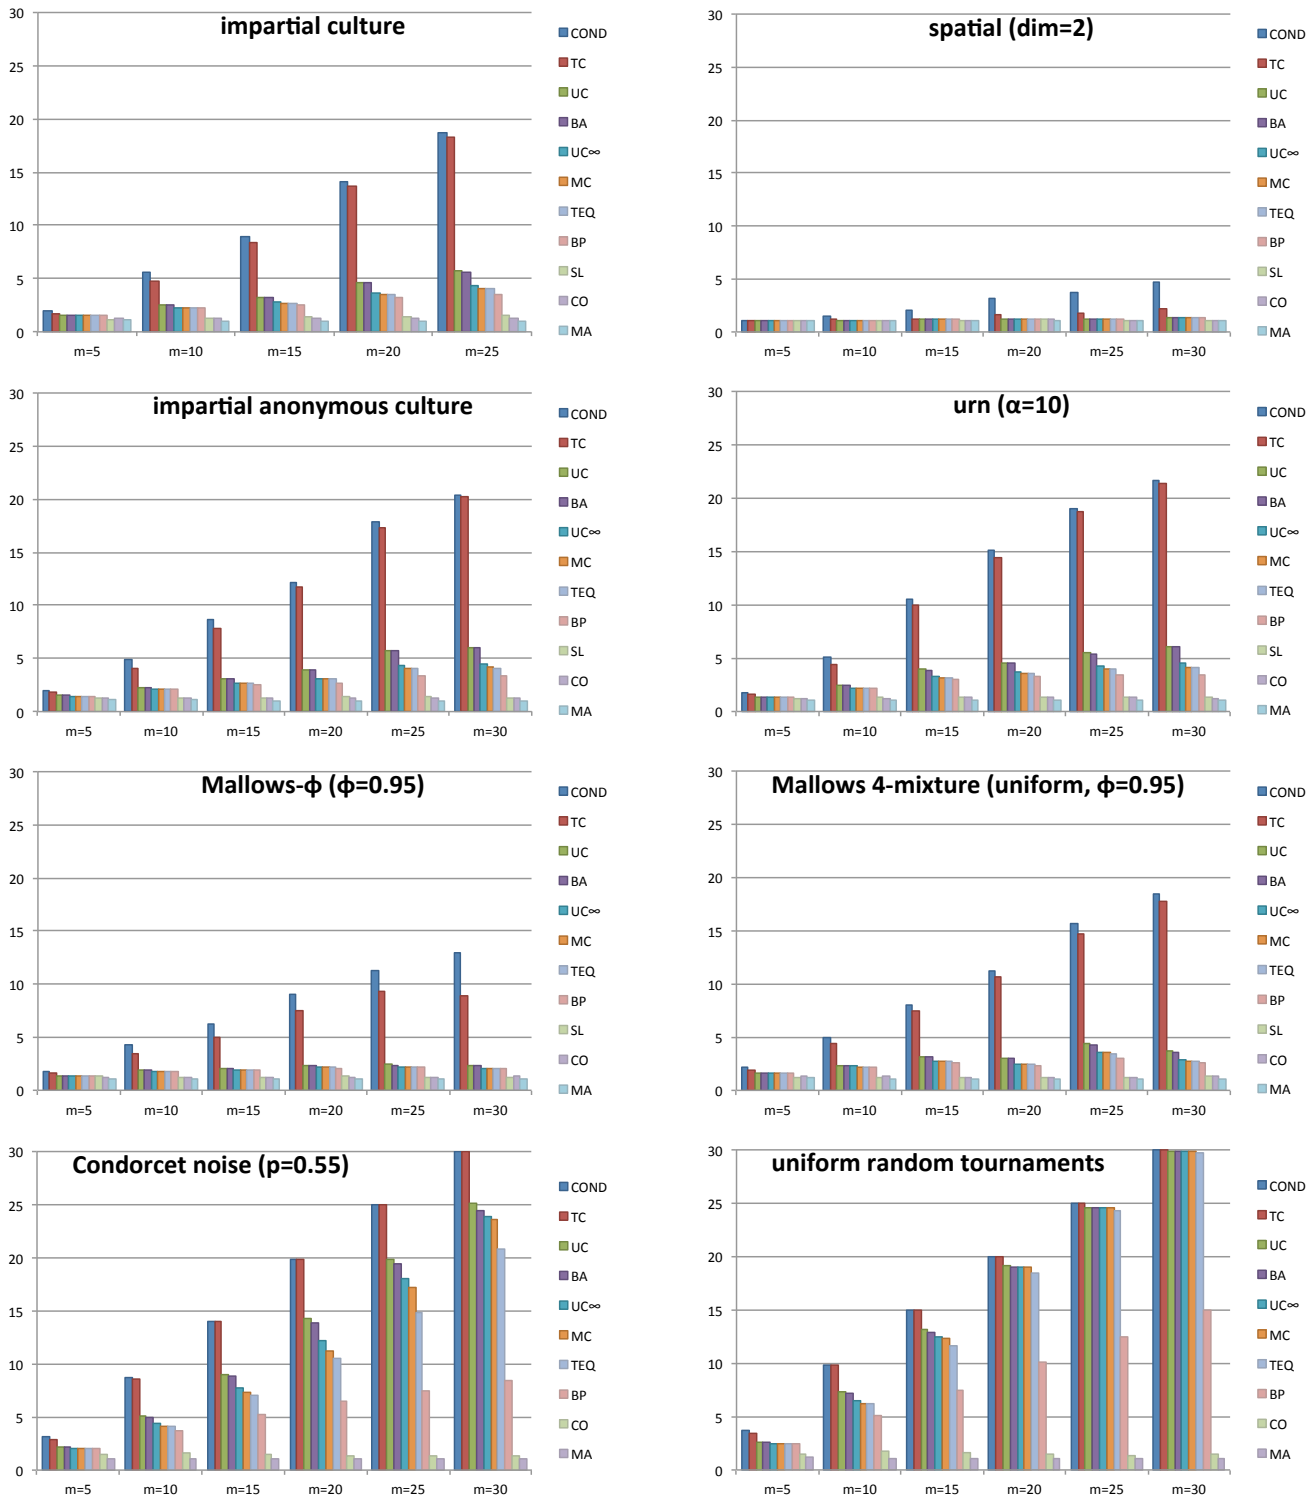 impartial culture
30
25
20
15
10
5
0
m=5 m=10 m=15 m=20 m=25
COND
TC
UC
BA
UC∞
MC
TEQ
BP
SL
CO
MA
spatial (dim=2)
30
25
20
15
10
5
0
m=5 m=10 m=15 m=20 m=25 m=30
COND
TC
UC
BA
UC∞
MC
TEQ
BP
SL
CO
MA
impartial anonymous culture
30
25
20
15
10
5
0
m=5 m=10 m=15 m=20 m=25 m=30
COND
TC
UC
BA
UC∞
MC
TEQ
BP
SL
CO
MA
urn (α=10)
30
25
20
15
10
5
0
m=5 m=10 m=15 m=20 m=25 m=30
COND
TC
UC
BA
UC∞
MC
TEQ
BP
SL
CO
MA
Mallows-ϕ (ϕ=0.95)
30
25
20
15
10
5
0
m=5 m=10 m=15 m=20 m=25 m=30
COND
TC
UC
BA
UC∞
MC
TEQ
BP
SL
CO
MA
Mallows 4-mixture (uniform, ϕ=0.95)
30
25
20
15
10
5
0
m=5 m=10 m=15 m=20 m=25 m=30
COND
TC
UC
BA
UC∞
MC
TEQ
BP
SL
CO
MA
Condorcet noise (p=0.55)
30
25
20
15
10
5
0
m=5 m=10 m=15 m=20 m=25 m=30
COND
TC
UC
BA
UC∞
MC
TEQ
BP
CO
MA
uniform random tournaments
30
25
20
15
10
5
0
m=5 m=10 m=15 m=20 m=25 m=30
COND
TC
UC
BA
UC∞
MC
TEQ
BP
CO
MA